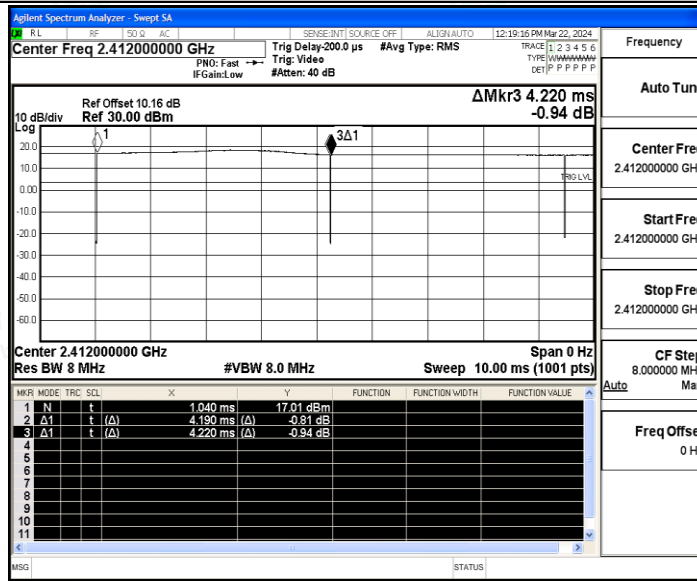 Agilent Spectrum Analyzer - Swept SA
RL RF 50 Ω AC SENSE:INT SOURCE OFF ALIGNAUTO 12:19:16 PM Mar 22, 2024
Center Freq 2.412000000 GHz
PNO: Fast
IFGain:Low
Trig Delay-200.0 µs
Trig: Video
#Atten: 40 dB
#Avg Type: RMS
TRACE 1 2 3 4 5 6
TYPE WWWWWW
DET P P P P P P
Ref Offset 10.16 dB
10 dB/div Ref 30.00 dBm
Log
ΔMkr3 4.220 ms
-0.94 dB
1
3Δ1
20.0
10.0
TRIG LVL
0.00
-10.0
-20.0
-30.0
-40.0
-50.0
-60.0
Center 2.412000000 GHz Span 0 Hz
Res BW 8 MHz #VBW 8.0 MHz Sweep 10.00 ms (1001 pts)
MKR MODE TRC SCL X Y FUNCTION FUNCTION WIDTH FUNCTION VALUE
1 N t 1.040 ms 17.01 dBm
2 Δ1 t (Δ) 4.190 ms (Δ) -0.81 dB
3 Δ1 t (Δ) 4.220 ms (Δ) -0.94 dB
4
5
6
7
8
9
10
11
MSG STATUS
Frequency
Auto Tun
Center Fre
2.412000000 GH
Start Fre
2.412000000 GH
Stop Fre
2.412000000 GH
CF Step
8.000000 MH
Auto Ma
Freq Offse
0 H